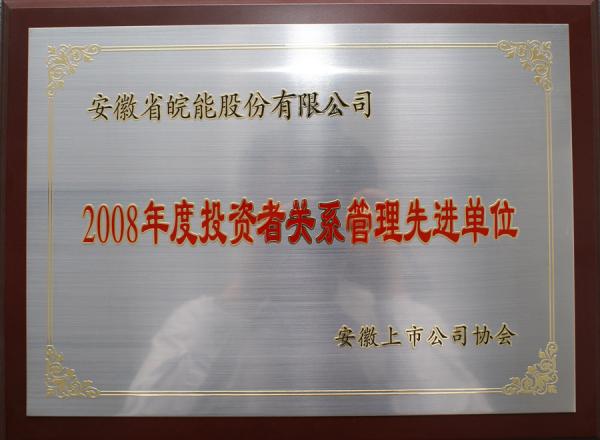 安徽省皖能股份有限公司
2008年度投资者关系管理先进单位
安徽上市公司协会